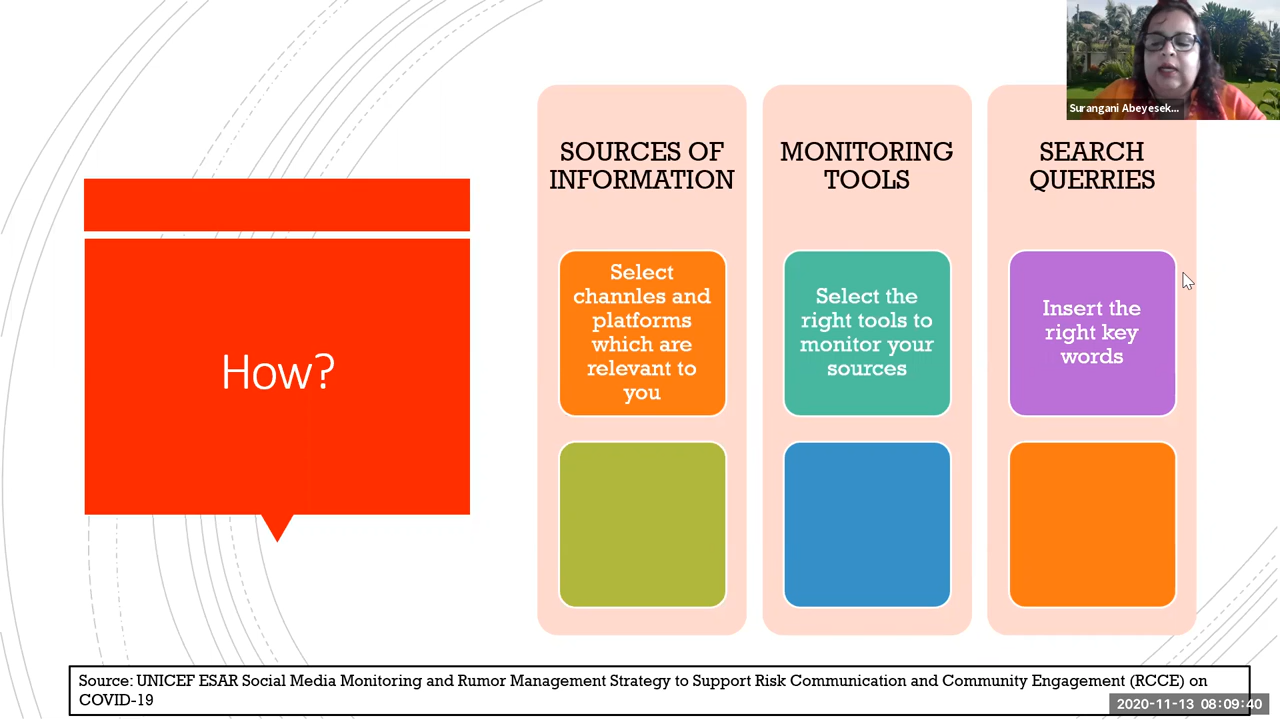 Surangani Abeyesek...
How?
SOURCES OF
INFORMATION
Select
channles and
platforms
which are
relevant to
you
MONITORING
TOOLS
Select the
right tools to
monitor your
sources
SEARCH
QUERRIES
Insert the
right key
words
Source: UNICEF ESAR Social Media Monitoring and Rumor Management Strategy to Support Risk Communication and Community Engagement (RCCE) on
COVID-19
2020-11-13 08:09:40